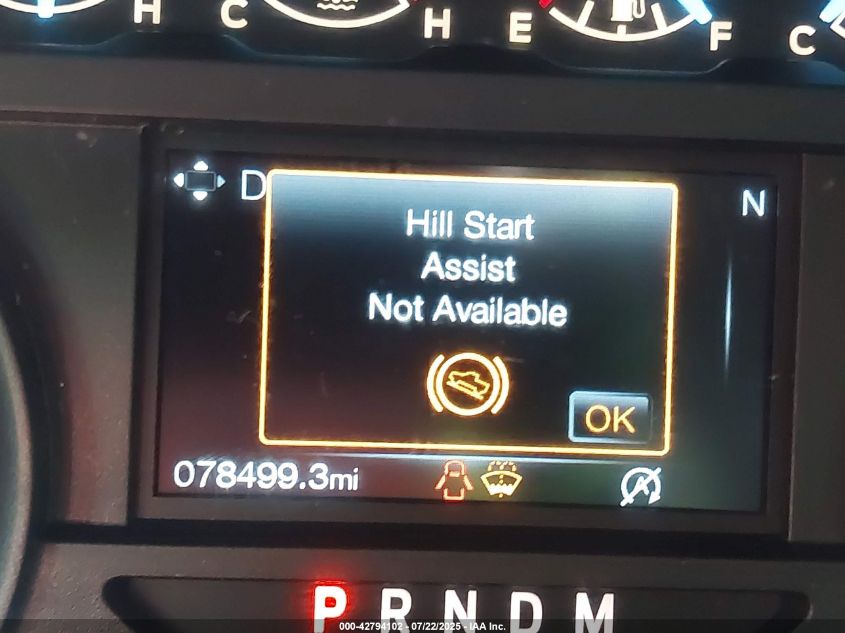 H C H E F C
D N
Hill Start
Assist
Not Available
OK
078499.3mi
P R N D M
000-42794102 - 07/22/2025 - IAA Inc.